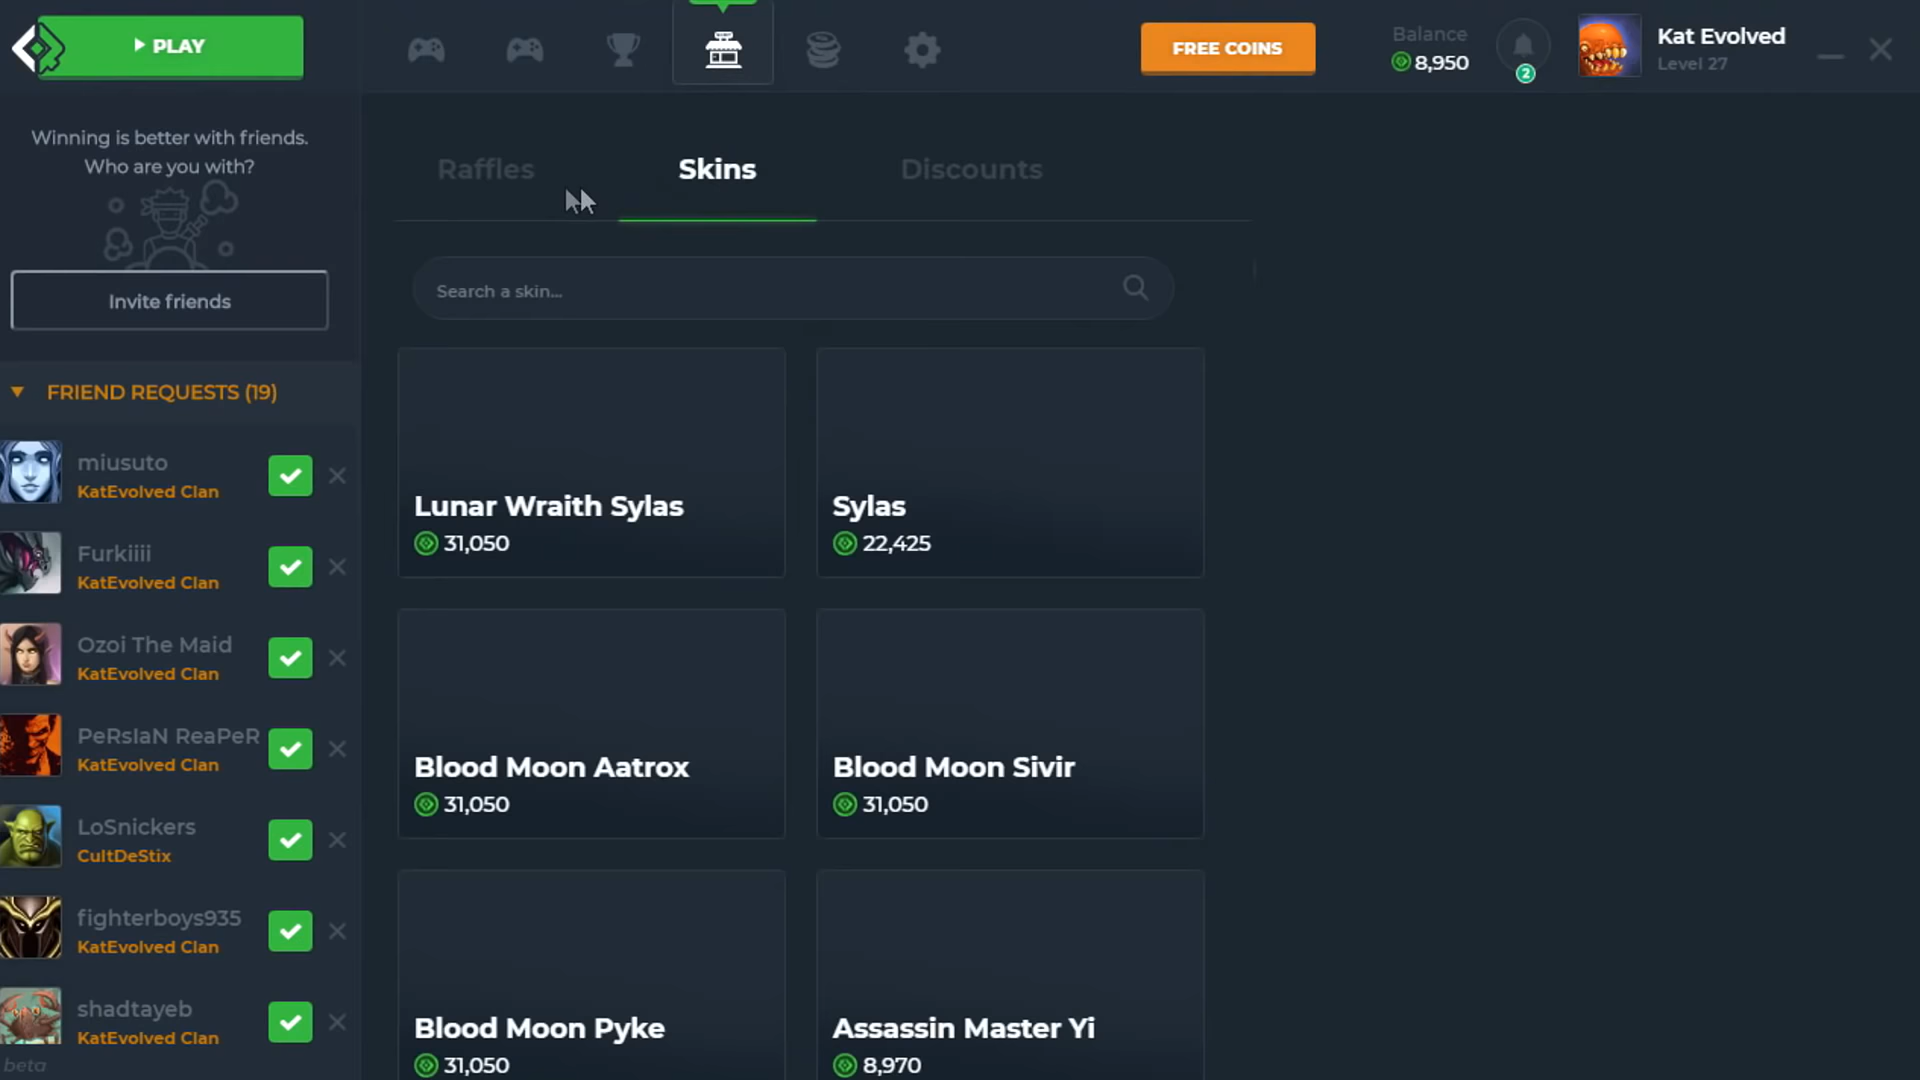 PLAY
FREE COINS
Balance
8,950
2
Kat Evolved
Level 27
Winning is better with friends.
Who are you with?
Invite friends
FRIEND REQUESTS (19)
miusuto
KatEvolved Clan
Furkiiii
KatEvolved Clan
Ozoi The Maid
KatEvolved Clan
PeRsIaN ReaPeR
KatEvolved Clan
LoSnickers
CultDeStix
fighterboys935
KatEvolved Clan
shadtayeb
KatEvolved Clan
beta
Raffles
Skins
Discounts
Search a skin...
Lunar Wraith Sylas
31,050
Sylas
22,425
Blood Moon Aatrox
31,050
Blood Moon Sivir
31,050
Blood Moon Pyke
31,050
Assassin Master Yi
8,970